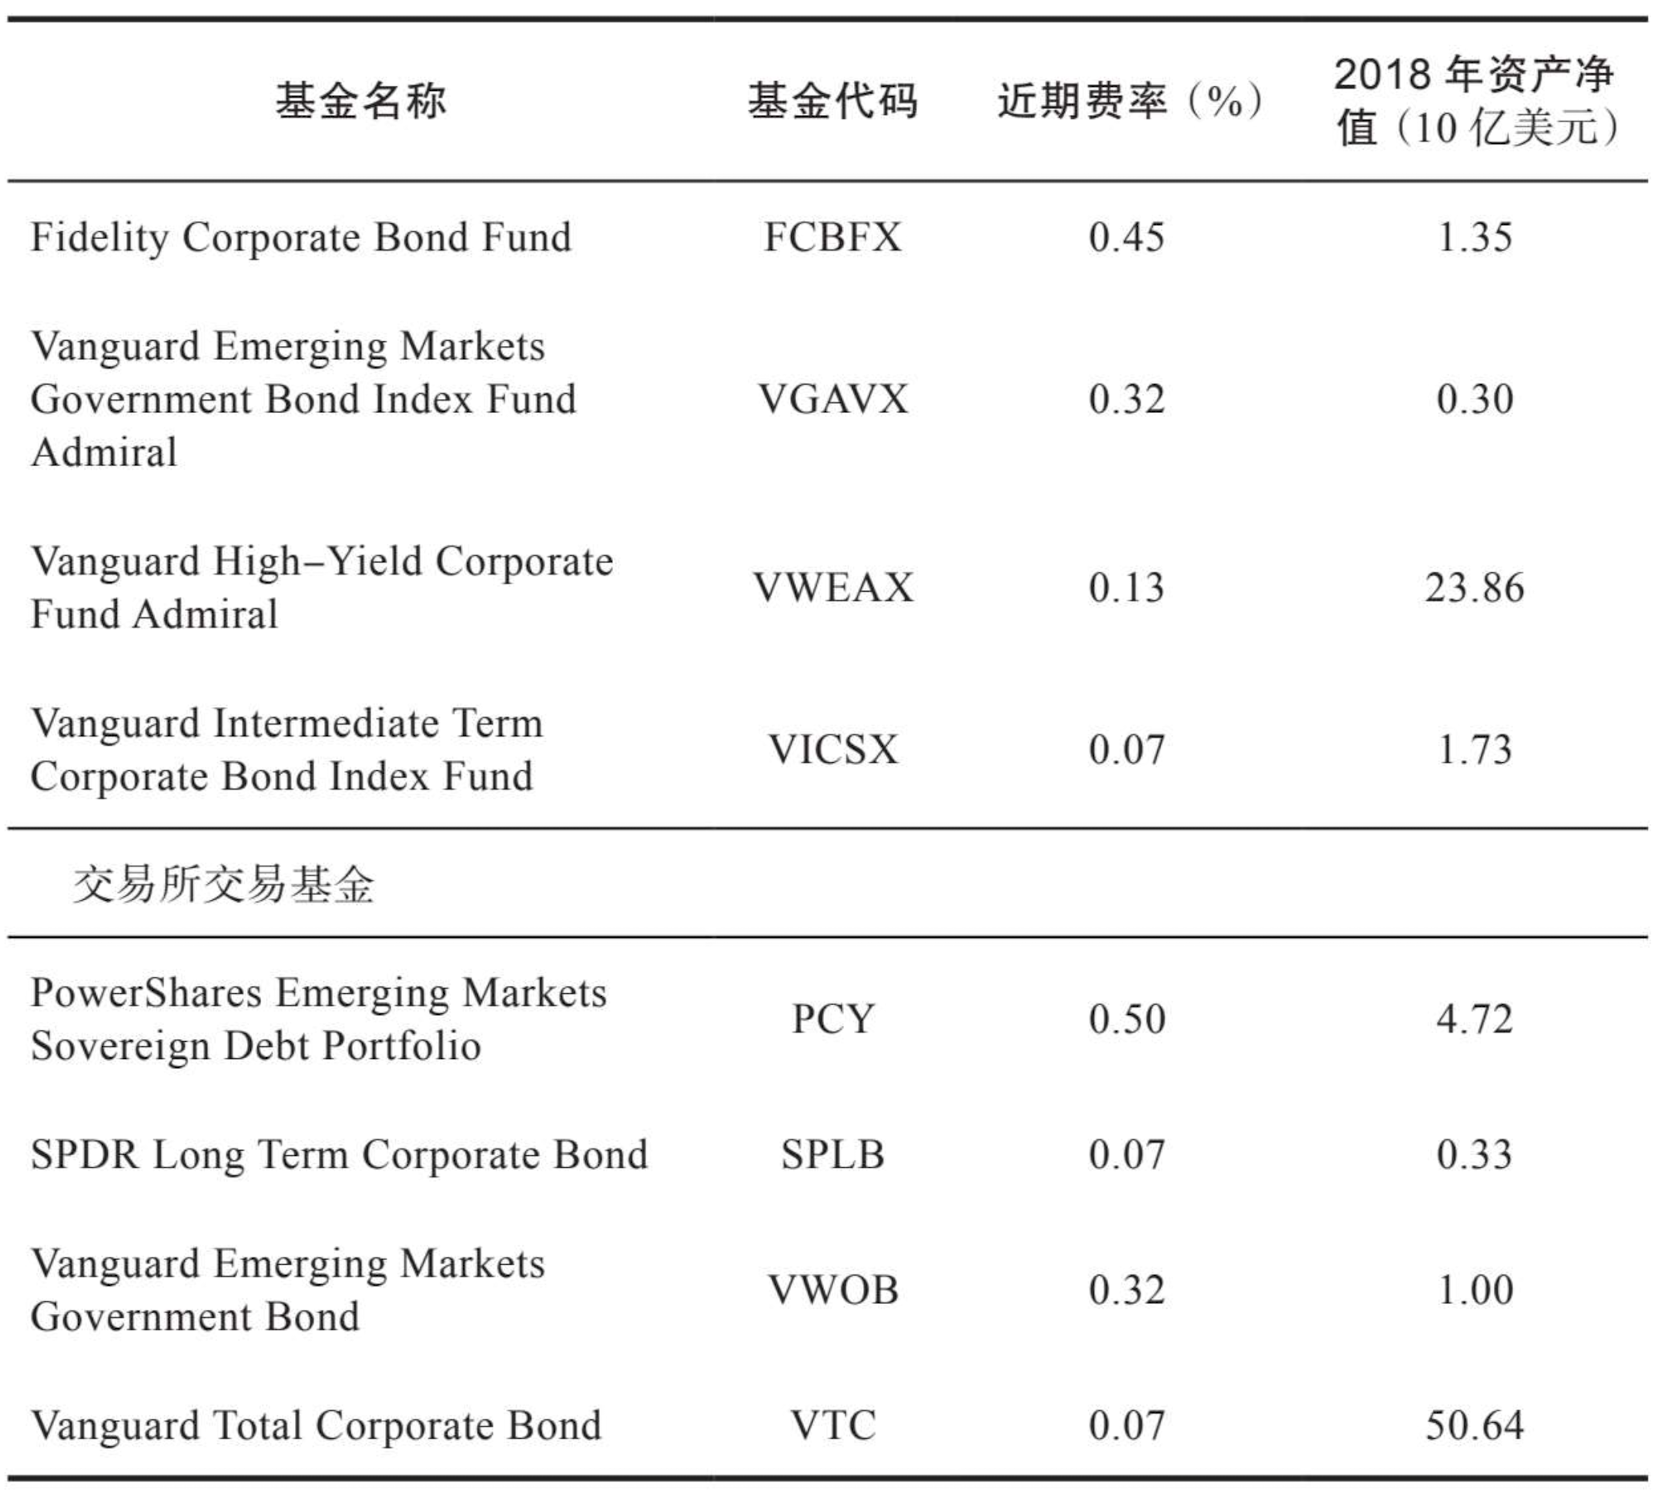 基金名称 基金代码 近期费率（%） 2018 年资产净
值（10 亿美元）
Fidelity Corporate Bond Fund FCBFX 0.45 1.35
Vanguard Emerging Markets
Government Bond Index Fund VGAVX 0.32 0.30
Admiral
Vanguard High–Yield Corporate
Fund Admiral VWEAX 0.13 23.86
Vanguard Intermediate Term
Corporate Bond Index Fund VICSX 0.07 1.73
交易所交易基金
PowerShares Emerging Markets
Sovereign Debt Portfolio PCY 0.50 4.72
SPDR Long Term Corporate Bond SPLB 0.07 0.33
Vanguard Emerging Markets
Government Bond VWOB 0.32 1.00
Vanguard Total Corporate Bond VTC 0.07 50.64